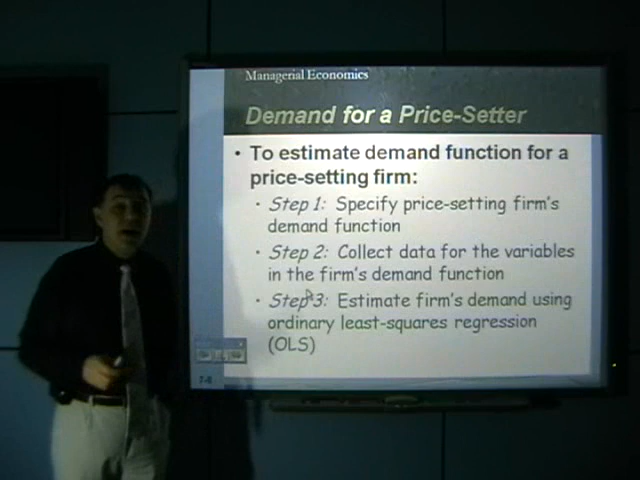 Managerial Economics
Demand for a Price-Setter
• To estimate demand function for a
price-setting firm:
• Step 1: Specify price-setting firm's
demand function
• Step 2: Collect data for the variables
in the firm's demand function
• Step 3: Estimate firm's demand using
ordinary least-squares regression
(OLS)